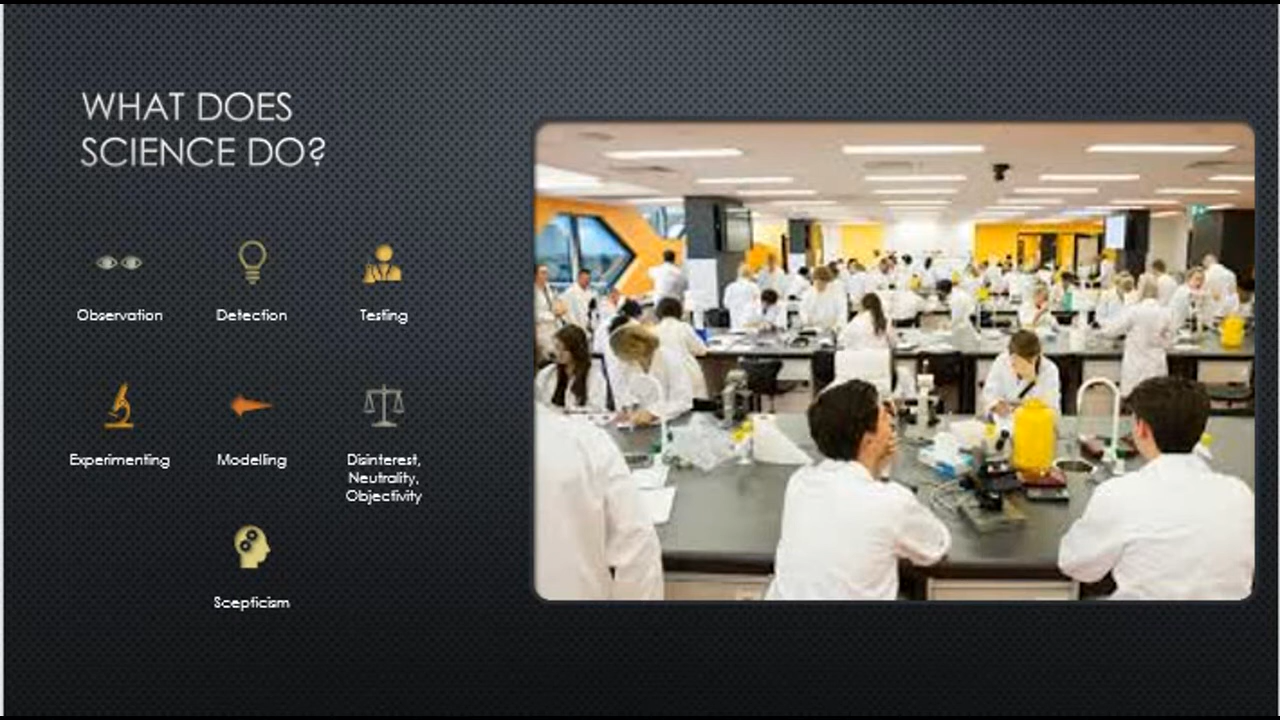 WHAT DOES
SCIENCE DO?
Observation
Detection
Testing
Experimenting
Modelling
Disinterest,
Neutrality,
Objectivity
Scepticism